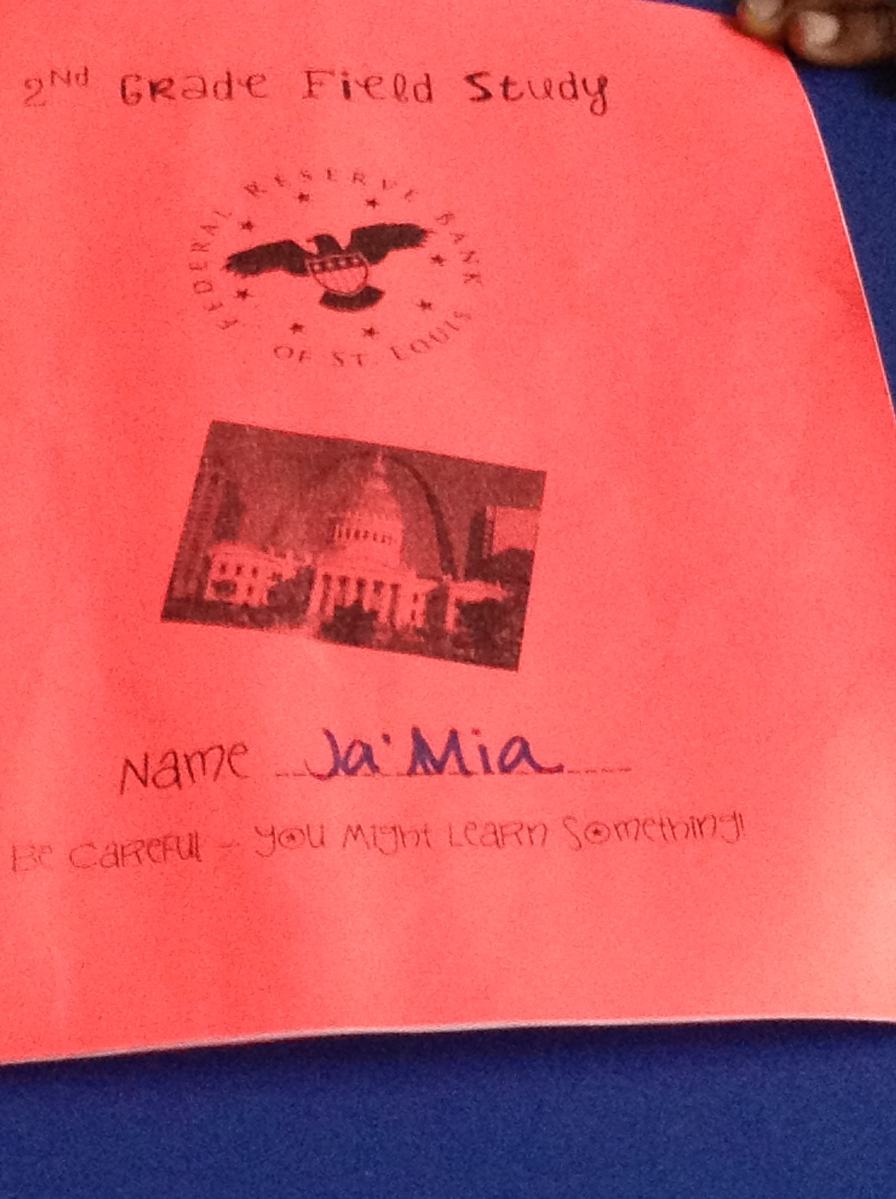 2Nd Grade Field Study
FEDERAL RESERVE BANK
OF ST. LOUIS
Name Ja'Mia
Be Careful - You Might Learn Something!